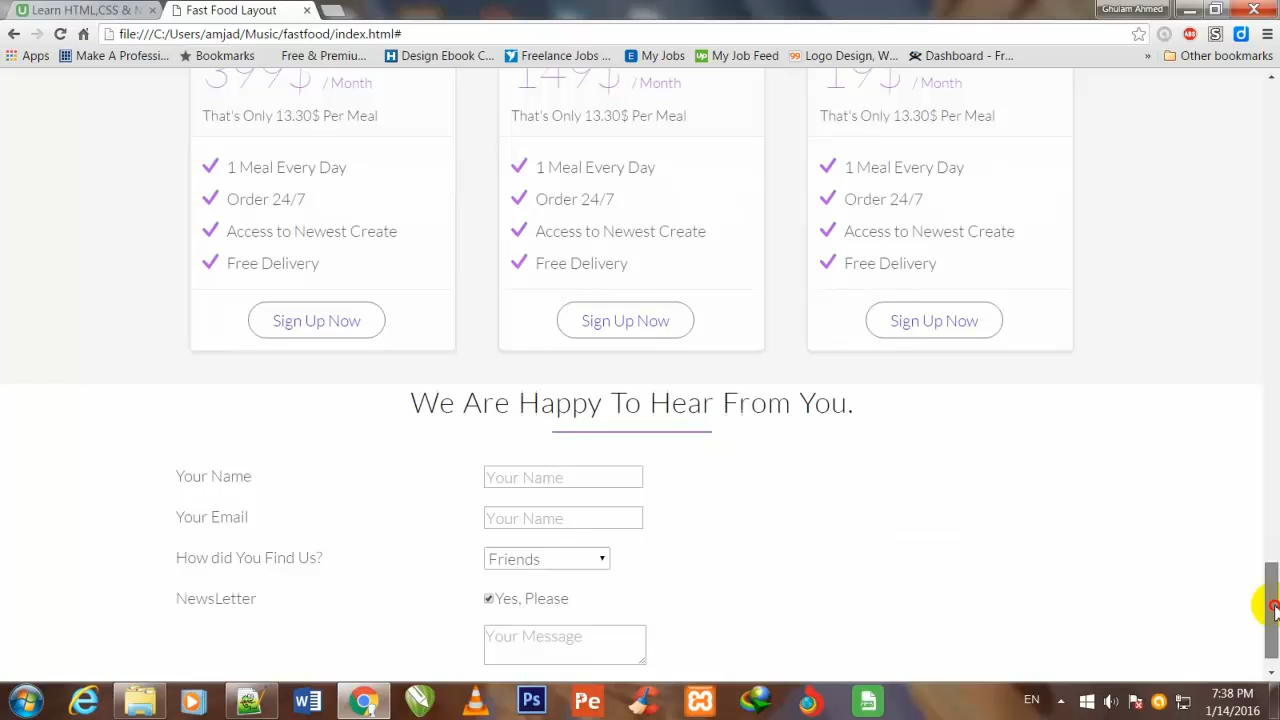 Learn HTML,CSS & N
Fast Food Layout
Ghulam Ahmed
file:///C:/Users/amjad/Music/fastfood/index.html#
Apps
Make A Professi...
Bookmarks
Free & Premiu...
Design Ebook C...
Freelance Jobs ...
My Jobs
My Job Feed
Logo Design, W...
Dashboard - Fr...
»
Other bookmarks
399$ / Month
149$ / Month
19$ / Month
That's Only 13.30$ Per Meal
That's Only 13.30$ Per Meal
That's Only 13.30$ Per Meal
1 Meal Every Day
1 Meal Every Day
1 Meal Every Day
Order 24/7
Order 24/7
Order 24/7
Access to Newest Create
Access to Newest Create
Access to Newest Create
Free Delivery
Free Delivery
Free Delivery
Sign Up Now
Sign Up Now
Sign Up Now
We Are Happy To Hear From You.
Your Name
Your Name
Your Email
Your Name
How did You Find Us?
Friends
NewsLetter
Yes, Please
Your Message
EN
7:38 PM
1/14/2016